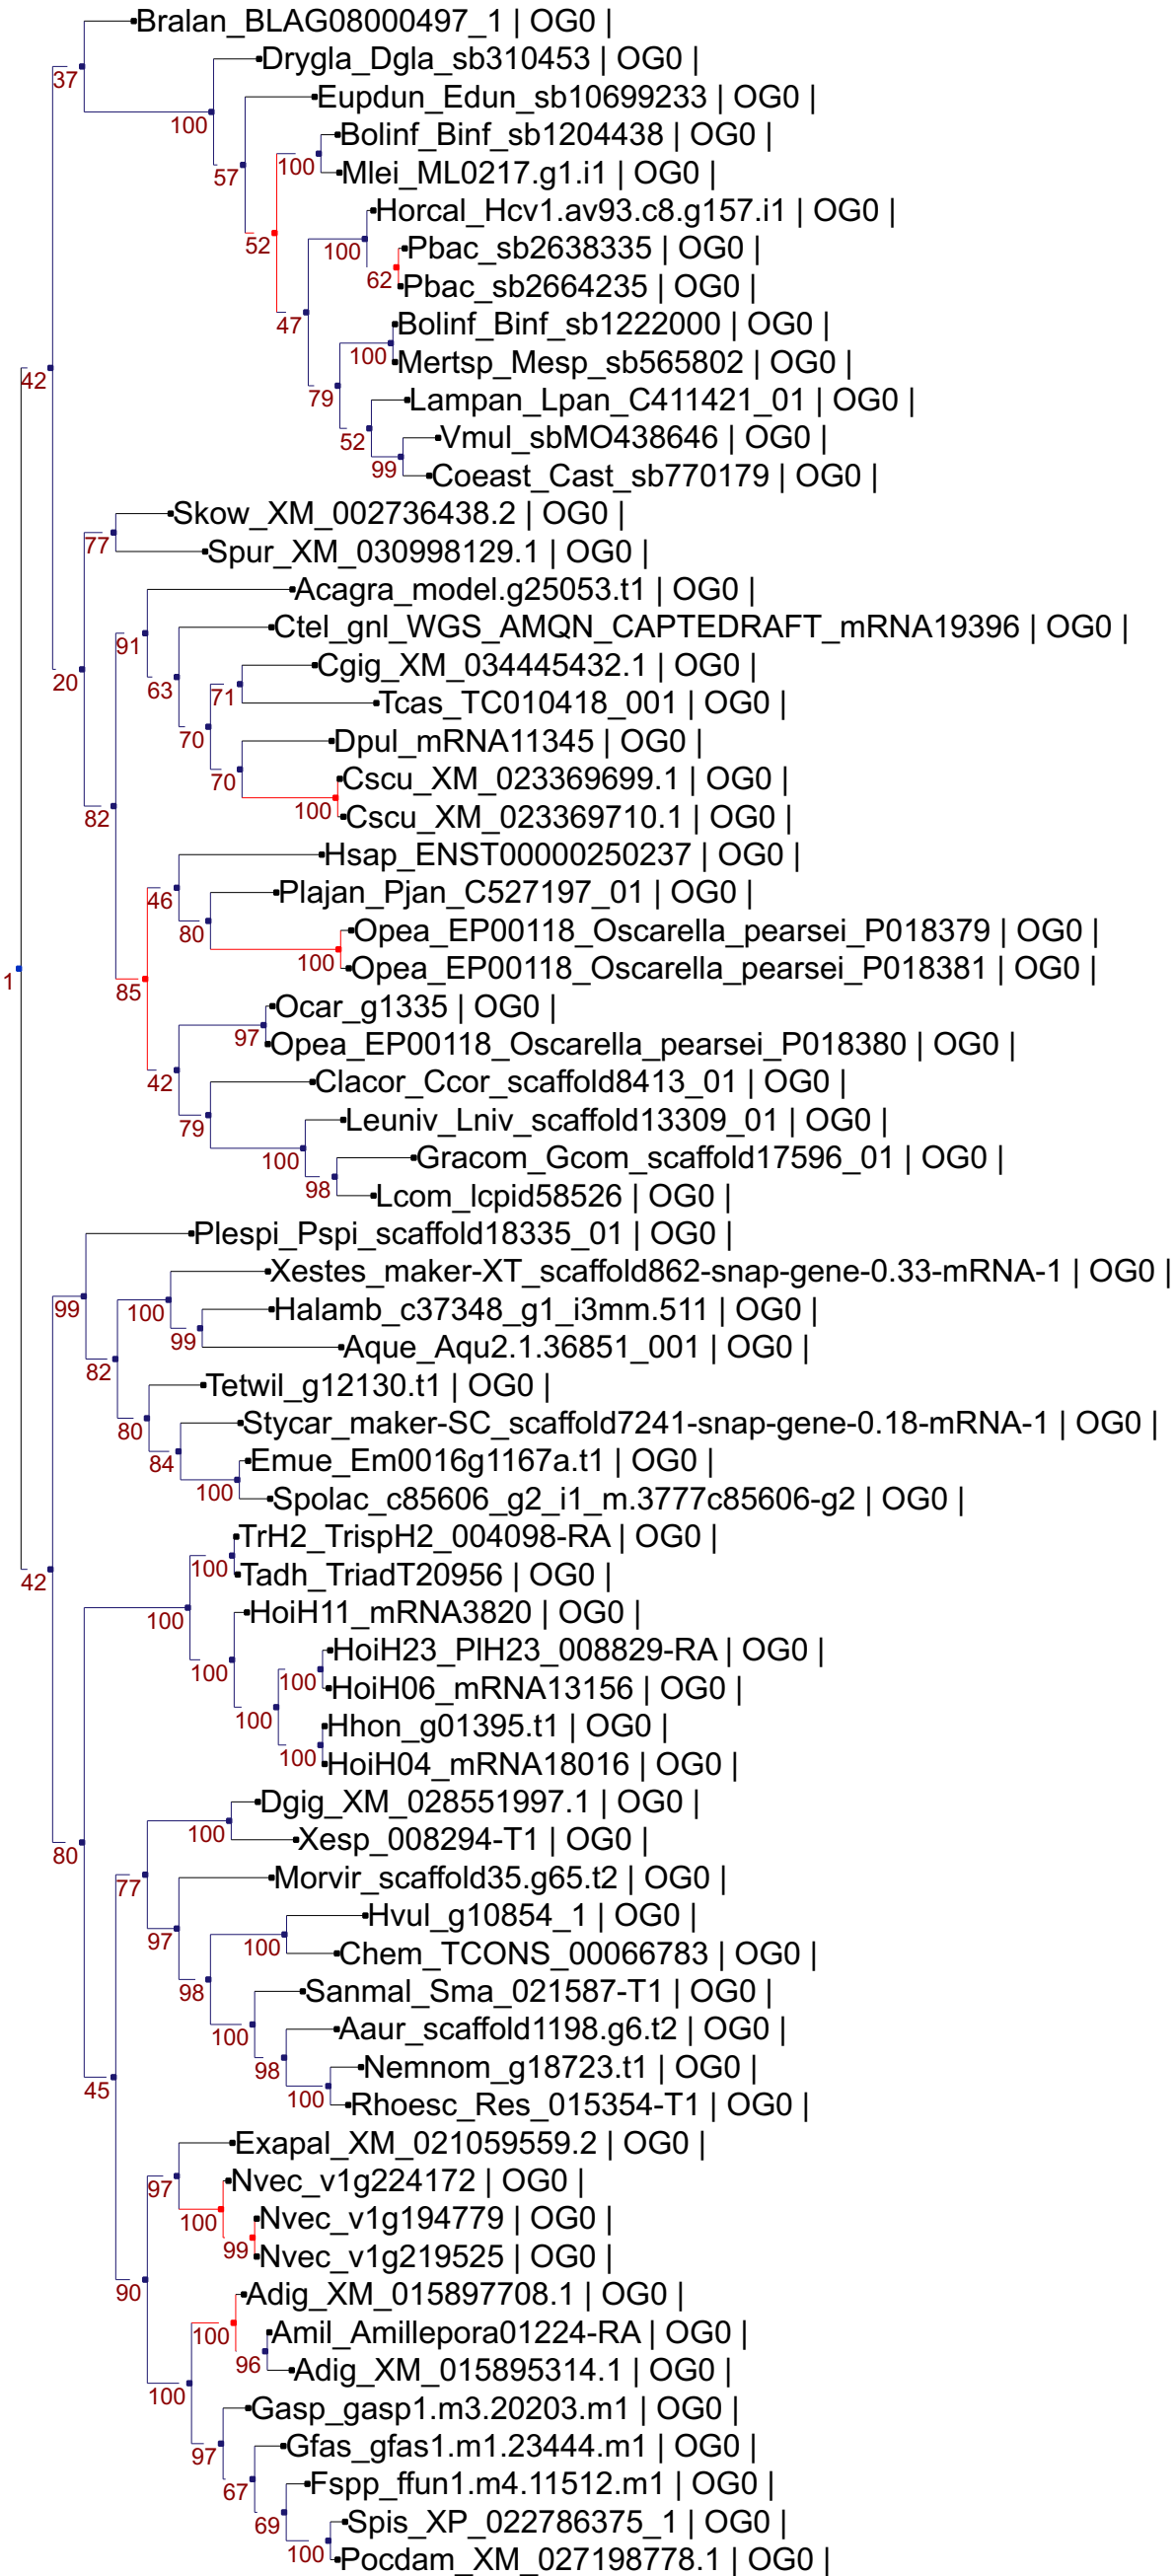 Bralan_BLAG08000497_1 | OG0 |
Drygla_Dgla_sb310453 | OG0 |
37
Eupdun_Edun_sb10699233 | OG0 |
100
Bolinf_Binf_sb1204438 | OG0 |
100
Mlei_ML0217.g1.i1 | OG0 |
57
Horcal_Hcv1.av93.c8.g157.i1 | OG0 |
52
Pbac_sb2638335 | OG0 |
100
62
Pbac_sb2664235 | OG0 |
47
Bolinf_Binf_sb1222000 | OG0 |
100
Mertsp_Mesp_sb565802 | OG0 |
42
79
Lampan_Lpan_C411421_01 | OG0 |
52
Vmul_sbMO438646 | OG0 |
99
Coeast_Cast_sb770179 | OG0 |
Skow_XM_002736438.2 | OG0 |
77
Spur_XM_030998129.1 | OG0 |
Acagra_model.g25053.t1 | OG0 |
Ctel_gnl_WGS_AMQN_CAPTEDRAFT_mRNA19396 | OG0 |
91
Cgig_XM_034445432.1 | OG0 |
20
63
71
Tcas_TC010418_001 | OG0 |
70
Dpul_mRNA11345 | OG0 |
70
Cscu_XM_023369699.1 | OG0 |
100
Cscu_XM_023369710.1 | OG0 |
82
Hsap_ENST00000250237 | OG0 |
46
Plajan_Pjan_C527197_01 | OG0 |
80
Opea_EP00118_Oscarella_pearsei_P018379 | OG0 |
100
Opea_EP00118_Oscarella_pearsei_P018381 | OG0 |
1
85
Ocar_g1335 | OG0 |
97
Opea_EP00118_Oscarella_pearsei_P018380 | OG0 |
42
Clacor_Ccor_scaffold8413_01 | OG0 |
79
Leuniv_Lniv_scaffold13309_01 | OG0 |
100
Gracom_Gcom_scaffold17596_01 | OG0 |
98
Lcom_lcpid58526 | OG0 |
Plespi_Pspi_scaffold18335_01 | OG0 |
Xestes_maker-XT_scaffold862-snap-gene-0.33-mRNA-1 | OG0 |
99
100
Halamb_c37348_g1_i3mm.511 | OG0 |
99
Aque_Aqu2.1.36851_001 | OG0 |
82
Tetwil_g12130.t1 | OG0 |
80
Stycar_maker-SC_scaffold7241-snap-gene-0.18-mRNA-1 | OG0 |
84
Emue_Em0016g1167a.t1 | OG0 |
100
Spolac_c85606_g2_i1_m.3777c85606-g2 | OG0 |
TrH2_TrispH2_004098-RA | OG0 |
100
Tadh_TriadT20956 | OG0 |
42
100
HoiH11_mRNA3820 | OG0 |
HoiH23_PlH23_008829-RA | OG0 |
100
100
HoiH06_mRNA13156 | OG0 |
100
Hhon_g01395.t1 | OG0 |
100
HoiH04_mRNA18016 | OG0 |
Dgig_XM_028551997.1 | OG0 |
100
Xesp_008294-T1 | OG0 |
80
Morvir_scaffold35.g65.t2 | OG0 |
77
Hvul_g10854_1 | OG0 |
97
100
Chem_TCONS_00066783 | OG0 |
98
Sanmal_Sma_021587-T1 | OG0 |
100
Aaur_scaffold1198.g6.t2 | OG0 |
98
Nemnom_g18723.t1 | OG0 |
45
100
Rhoesc_Res_015354-T1 | OG0 |
Exapal_XM_021059559.2 | OG0 |
97
Nvec_v1g224172 | OG0 |
100
Nvec_v1g194779 | OG0 |
99
Nvec_v1g219525 | OG0 |
90
Adig_XM_015897708.1 | OG0 |
100
Amil_Amillepora01224-RA | OG0 |
96
Adig_XM_015895314.1 | OG0 |
100
Gasp_gasp1.m3.20203.m1 | OG0 |
97
Gfas_gfas1.m1.23444.m1 | OG0 |
67
Fspp_ffun1.m4.11512.m1 | OG0 |
69
Spis_XP_022786375_1 | OG0 |
100
Pocdam_XM_027198778.1 | OG0 |